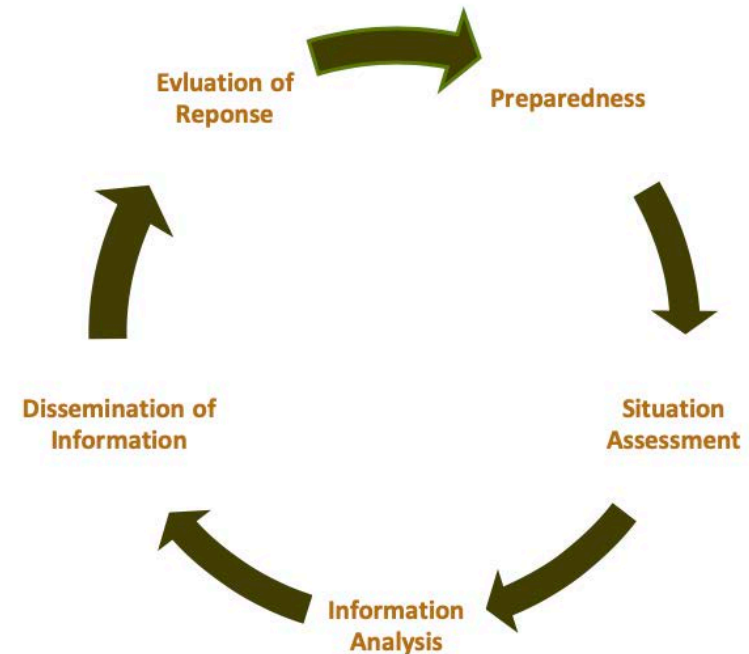 Evluation of
Reponse
Preparedness
Situation
Assessment
Information
Analysis
Dissemination of
Information